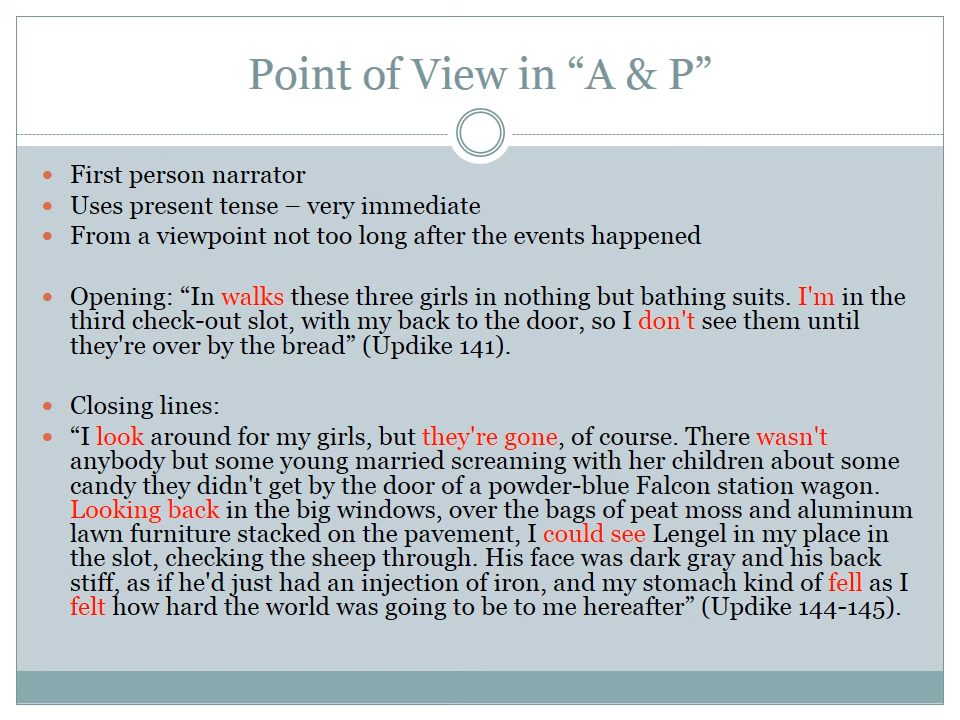 Point of View in “A & P”
• First person narrator
• Uses present tense – very immediate
• From a viewpoint not too long after the events happened
• Opening: “In walks these three girls in nothing but bathing suits. I'm in the
third check-out slot, with my back to the door, so I don't see them until
they're over by the bread” (Updike 141).
• Closing lines:
• “I look around for my girls, but they're gone, of course. There wasn't
anybody but some young married screaming with her children about some
candy they didn't get by the door of a powder-blue Falcon station wagon.
Looking back in the big windows, over the bags of peat moss and aluminum
lawn furniture stacked on the pavement, I could see Lengel in my place in
the slot, checking the sheep through. His face was dark gray and his back
stiff, as if he'd just had an injection of iron, and my stomach kind of fell as I
felt how hard the world was going to be to me hereafter” (Updike 144-145).